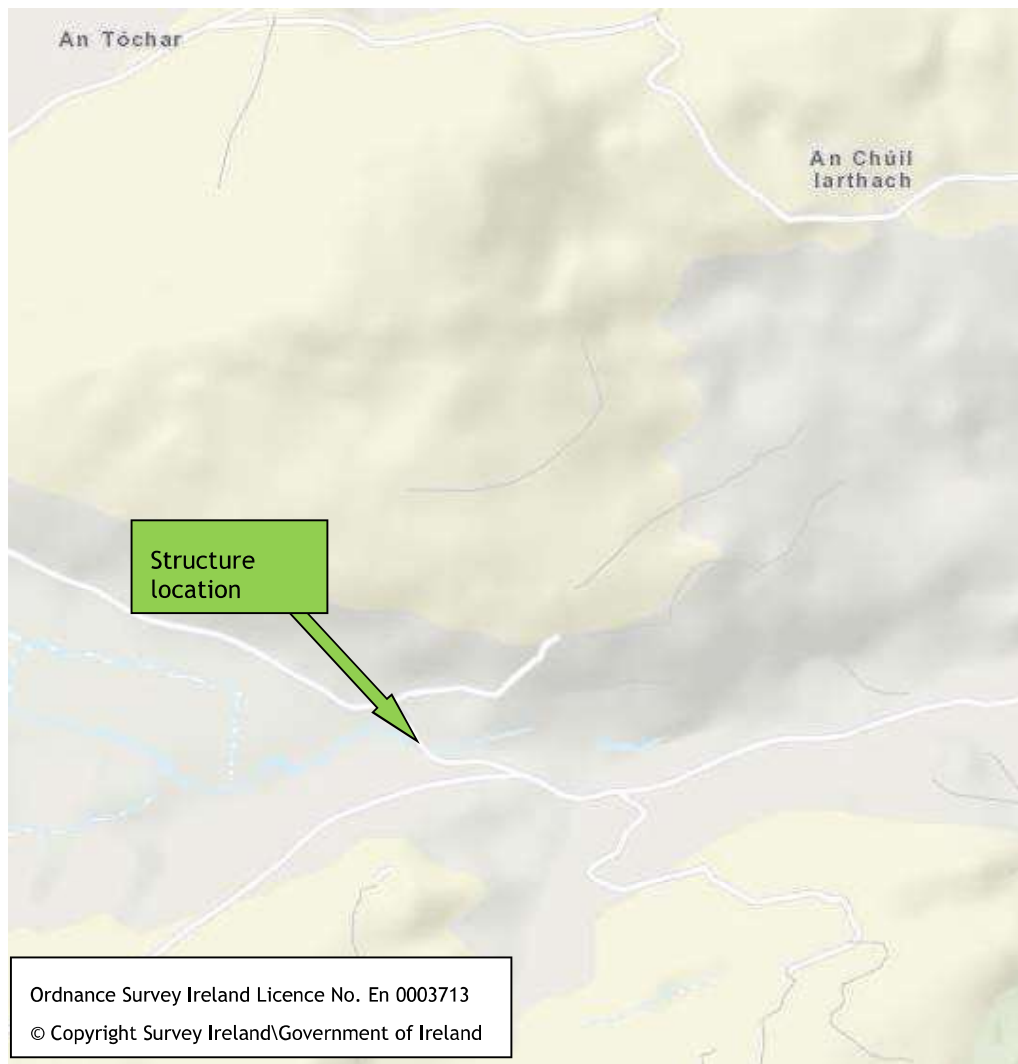 An Tóchar
An Chúil
Iarthach
Structure
location
Ordnance Survey Ireland Licence No. En 0003713
© Copyright Survey Ireland\Government of Ireland